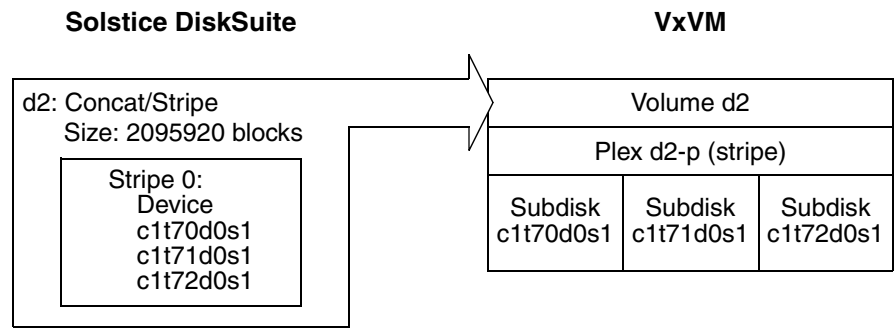 Solstice DiskSuite
VxVM
d2: Concat/Stripe
Size: 2095920 blocks
Stripe 0:
Device
c1t70d0s1
c1t71d0s1
c1t72d0s1
Volume d2
Plex d2-p (stripe)
Subdisk
c1t70d0s1
Subdisk
c1t71d0s1
Subdisk
c1t72d0s1